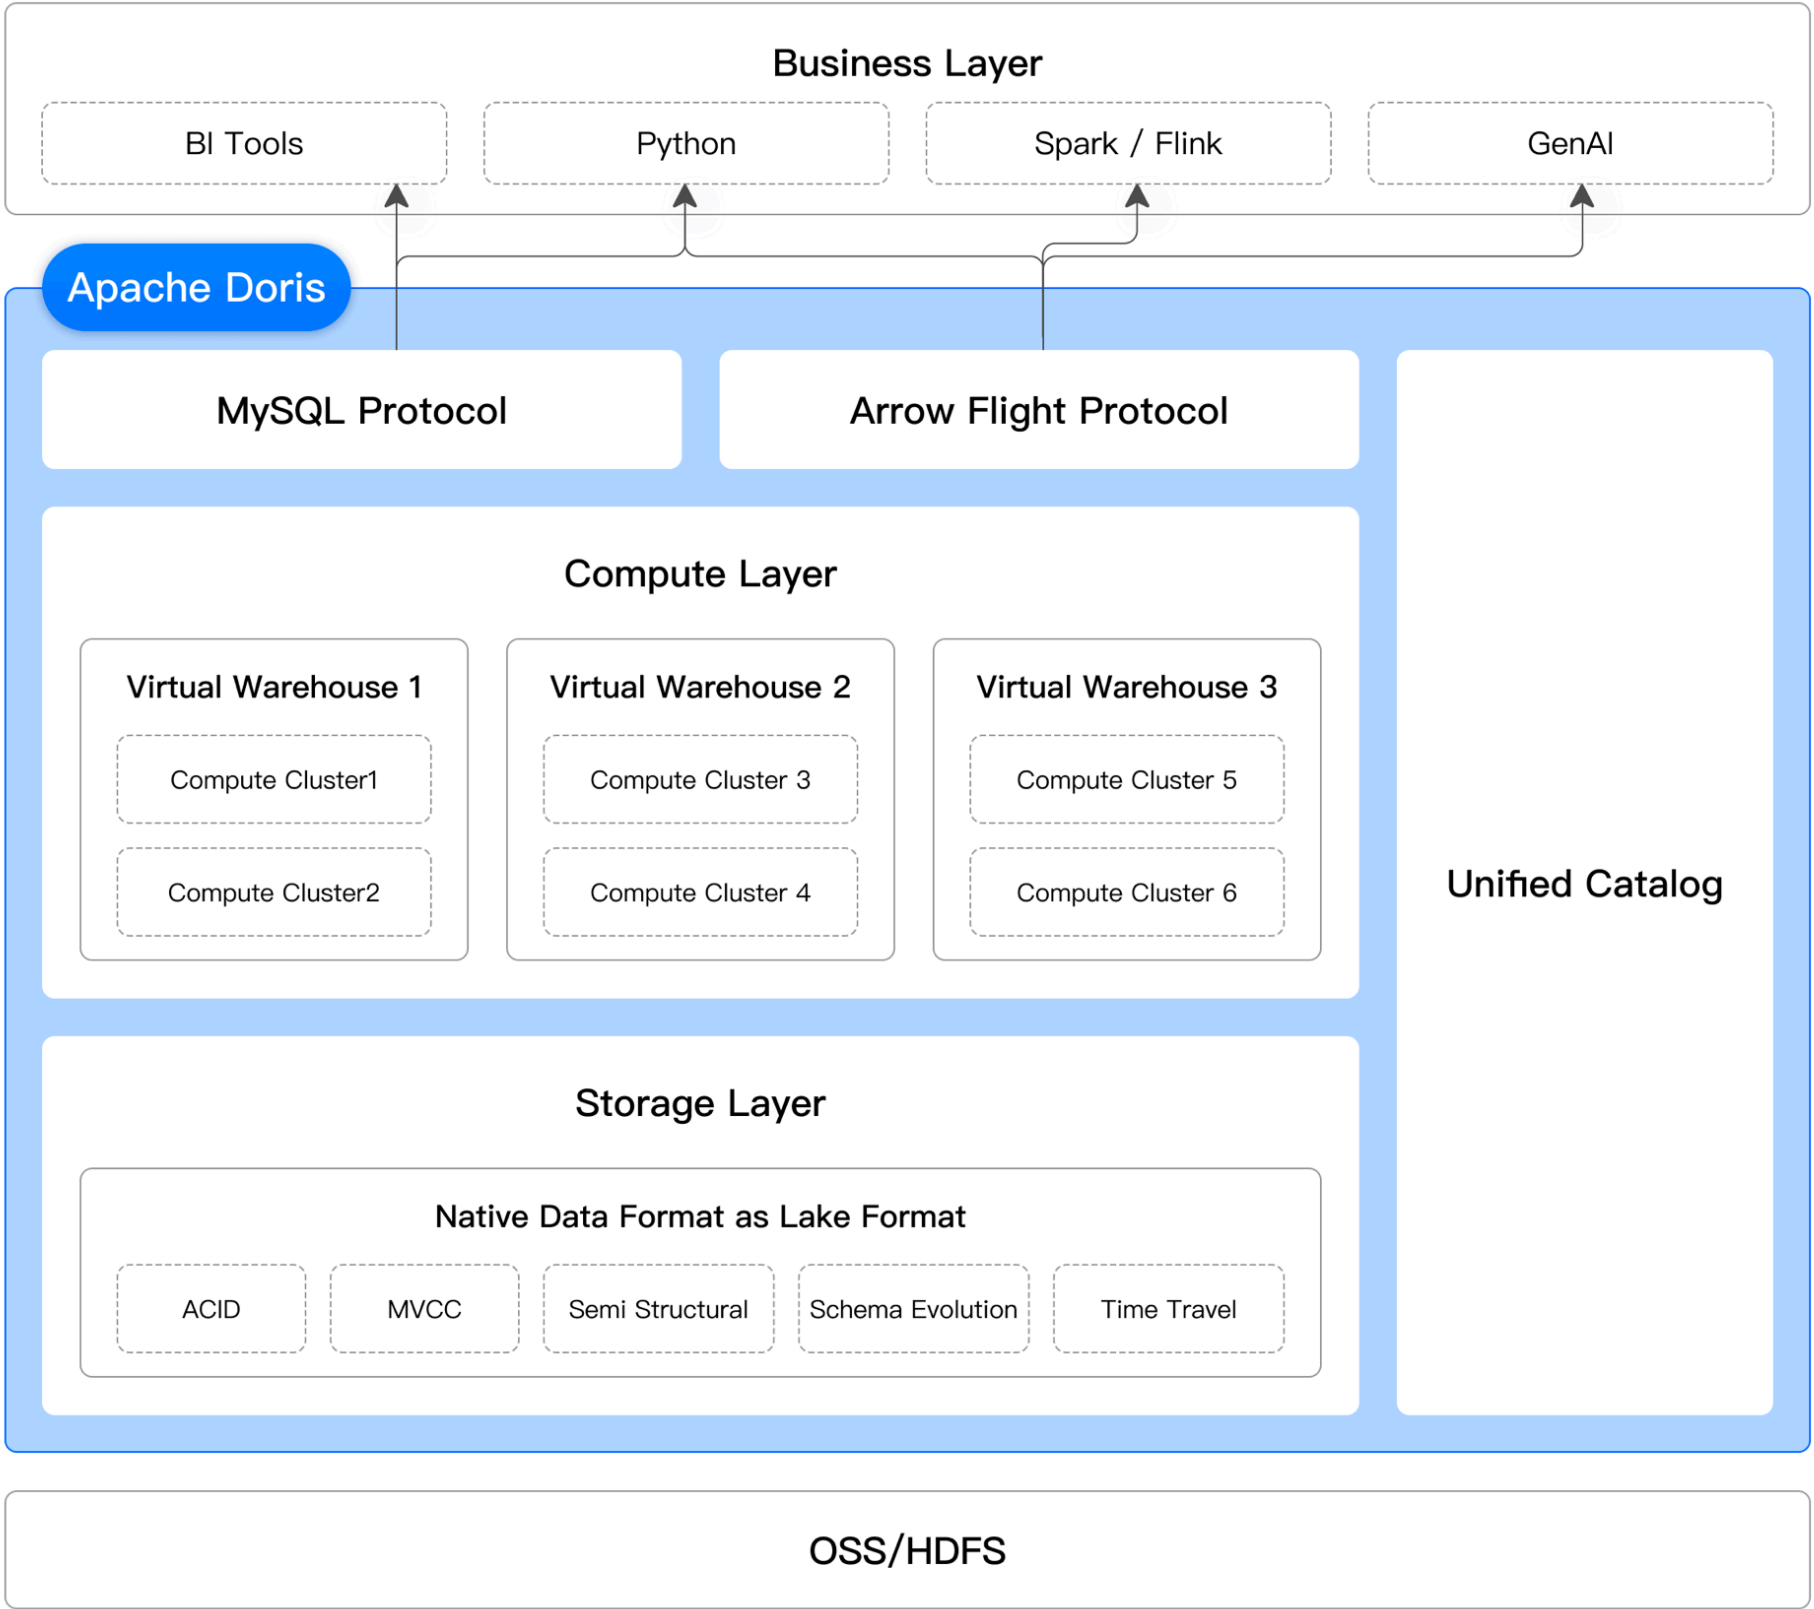 Business Layer
BI Tools
Python
Spark / Flink
GenAI
Apache Doris
MySQL Protocol
Arrow Flight Protocol
Compute Layer
Virtual Warehouse 1
Compute Cluster1
Compute Cluster2
Virtual Warehouse 2
Compute Cluster 3
Compute Cluster 4
Virtual Warehouse 3
Compute Cluster 5
Compute Cluster 6
Unified Catalog
Storage Layer
Native Data Format as Lake Format
ACID
MVCC
Semi Structural
Schema Evolution
Time Travel
OSS/HDFS